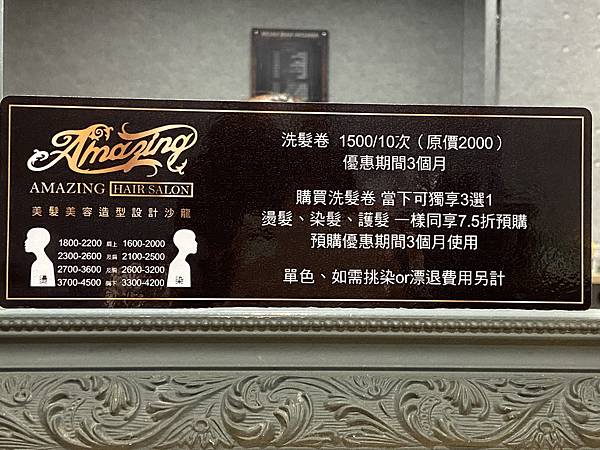 Amazing
AMAZING HAIR SALON
美髮美容造型設計沙龍
1800-2200 肩上 1600-2000
2300-2600 及肩 2100-2500
2700-3600 及胸 2600-3200
3700-4500 胸下 3300-4200
燙
染
洗髮卷 1500/10次（原價2000）
優惠期間3個月
購買洗髮卷 當下可獨享3選1
燙髮、染髮、護髮 一樣同享7.5折預購
預購優惠期間3個月使用
單色、如需挑染or漂退費用另計